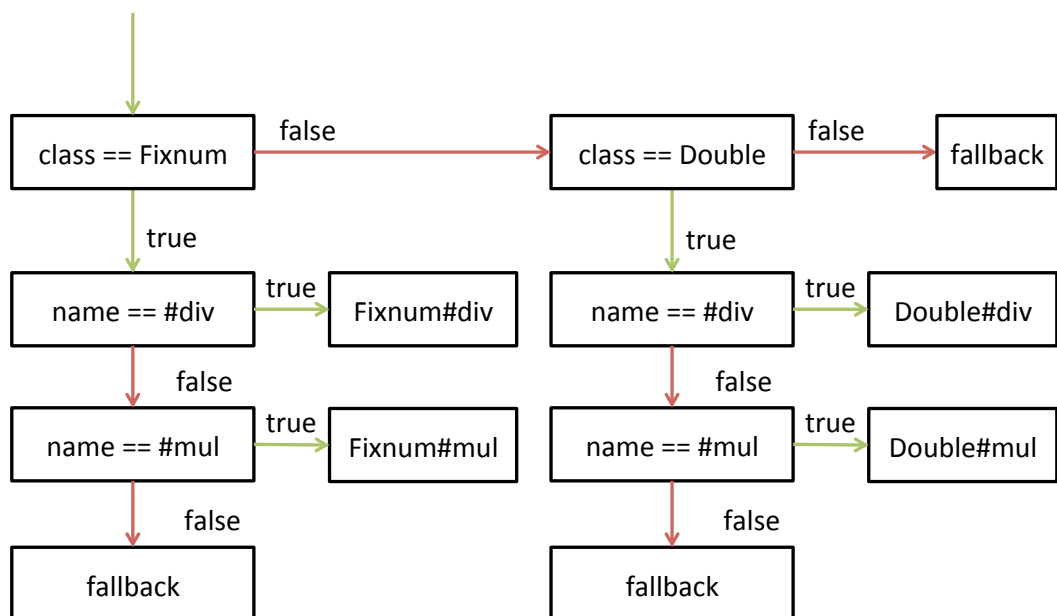 false
false
class == Fixnum
class == Double
fallback
true
true
true
true
name == #div
Fixnum#div
name == #div
Double#div
false
false
true
true
name == #mul
Fixnum#mul
name == #mul
Double#mul
false
false
fallback
fallback